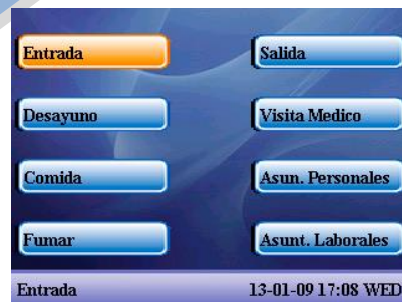 Entrada
Salida
Desayuno
Visita Medico
Comida
Asun. Personales
Fumar
Asunt. Laborales
Entrada
13-01-09 17:08 WED